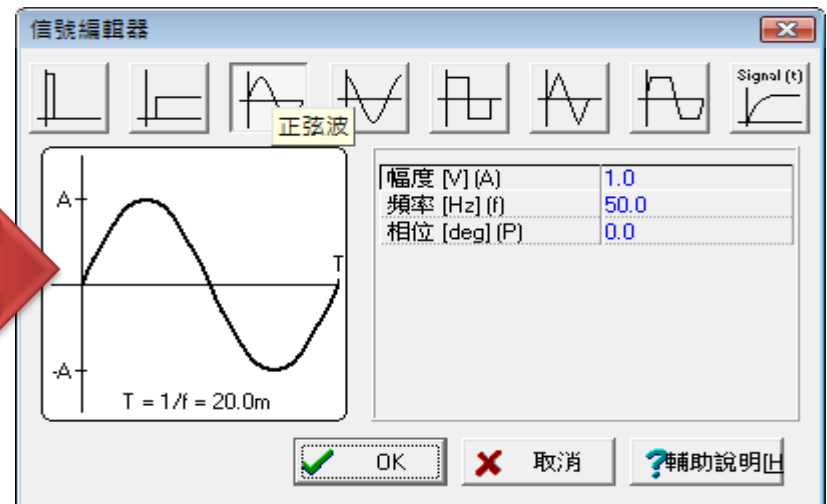 信號編輯器
Signal (t)
正弦波
A
T
-A
T = 1/f = 20.0m
幅度 [V] (A) 1.0
頻率 [Hz] (f) 50.0
相位 [deg] (P) 0.0
OK
取消
輔助說明[H